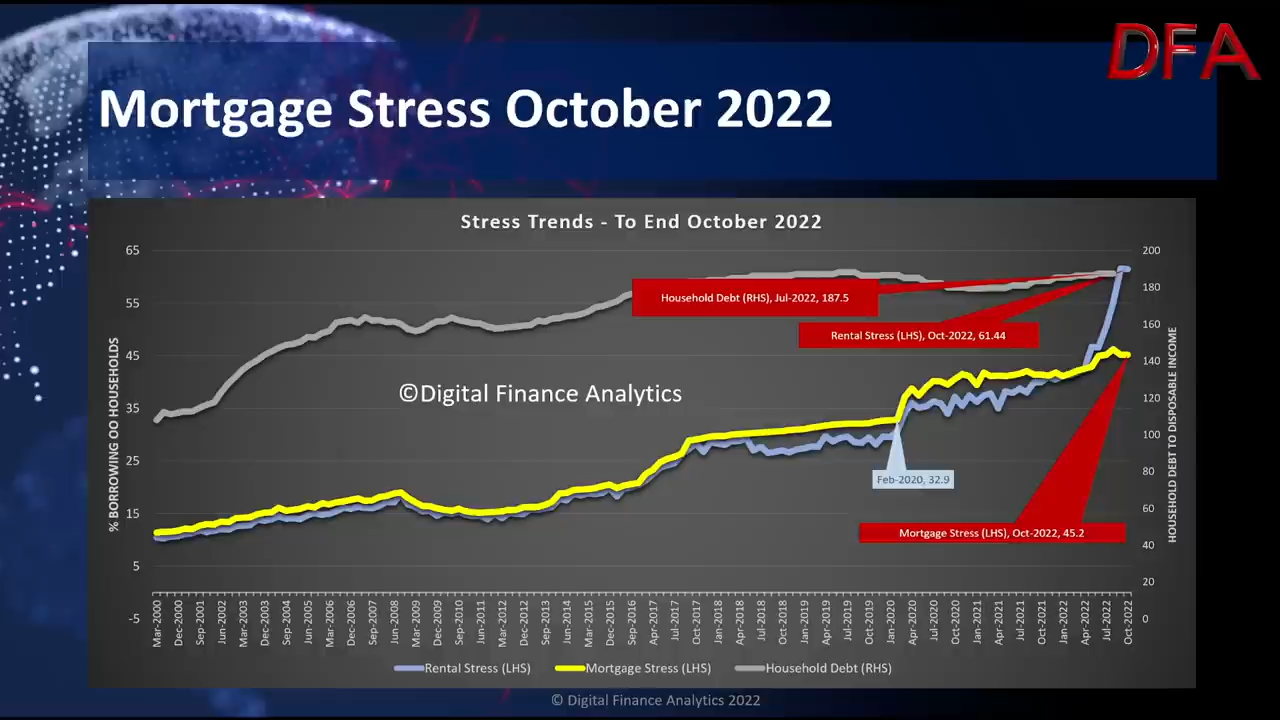 DFA
Mortgage Stress October 2022
Stress Trends - To End October 2022
65
55
45
35
25
15
5
-5
% BORROWING OO HOUSEHOLDS
200
180
160
140
120
100
80
60
40
20
0
HOUSEHOLD DEBT TO DISPOSABLE INCOME
Household Debt (RHS), Jul-2022, 187.5
Rental Stress (LHS), Oct-2022, 61.44
©Digital Finance Analytics
Feb-2020, 32.9
Mortgage Stress (LHS), Oct-2022, 45.2
Mar-2000
Dec-2000
Sep-2001
Jun-2002
Mar-2003
Dec-2003
Sep-2004
Jun-2005
Mar-2006
Dec-2006
Sep-2007
Jun-2008
Mar-2009
Dec-2009
Sep-2010
Jun-2011
Mar-2012
Dec-2012
Sep-2013
Jun-2014
Mar-2015
Dec-2015
Sep-2016
Apr-2017
Jul-2017
Oct-2017
Jan-2018
Apr-2018
Jul-2018
Oct-2018
Jan-2019
Apr-2019
Jul-2019
Oct-2019
Jan-2020
Apr-2020
Jul-2020
Oct-2020
Jan-2021
Apr-2021
Jul-2021
Oct-2021
Jan-2022
Apr-2022
Jul-2022
Oct-2022
Rental Stress (LHS)
Mortgage Stress (LHS)
Household Debt (RHS)
© Digital Finance Analytics 2022